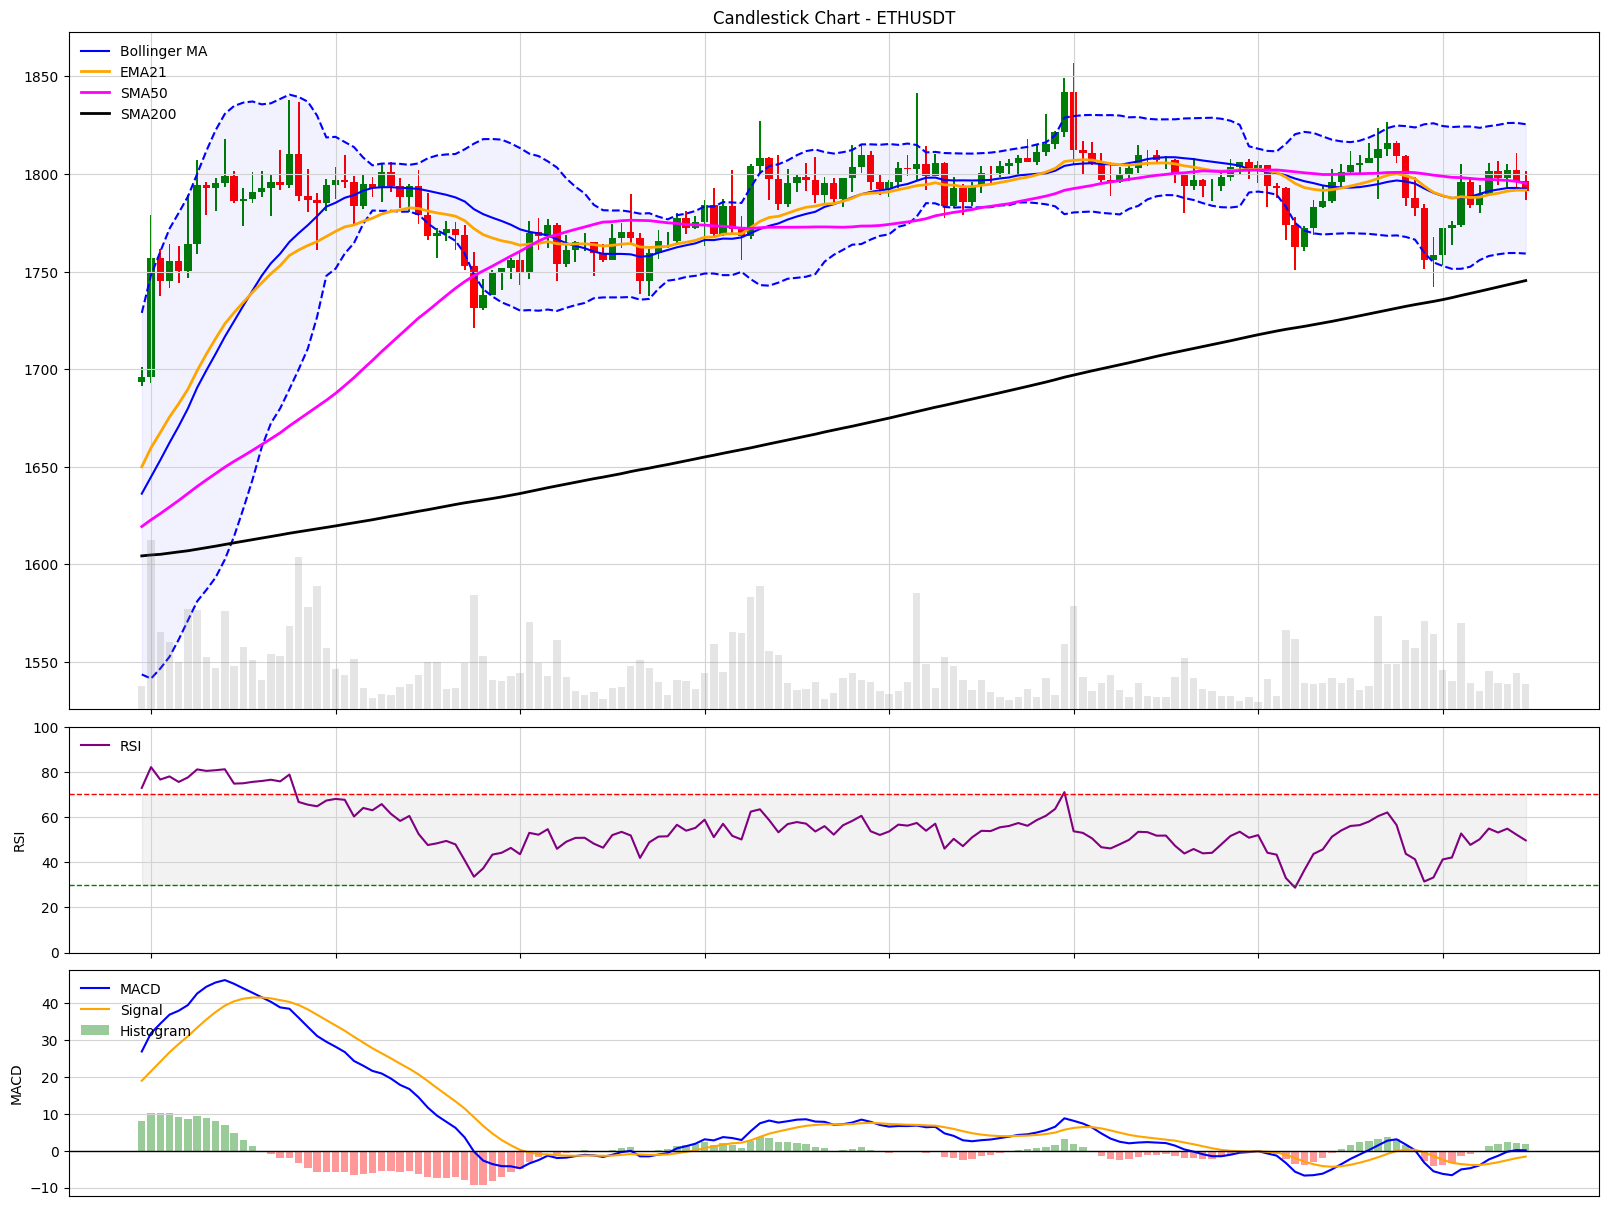 Candlestick Chart - ETHUSDT
Bollinger MA
EMA21
SMA50
SMA200
1850
1800
1750
1700
1650
1600
1550
RSI
RSI
100
80
60
40
20
0
MACD
Signal
Histogram
MACD
40
30
20
10
0
−10